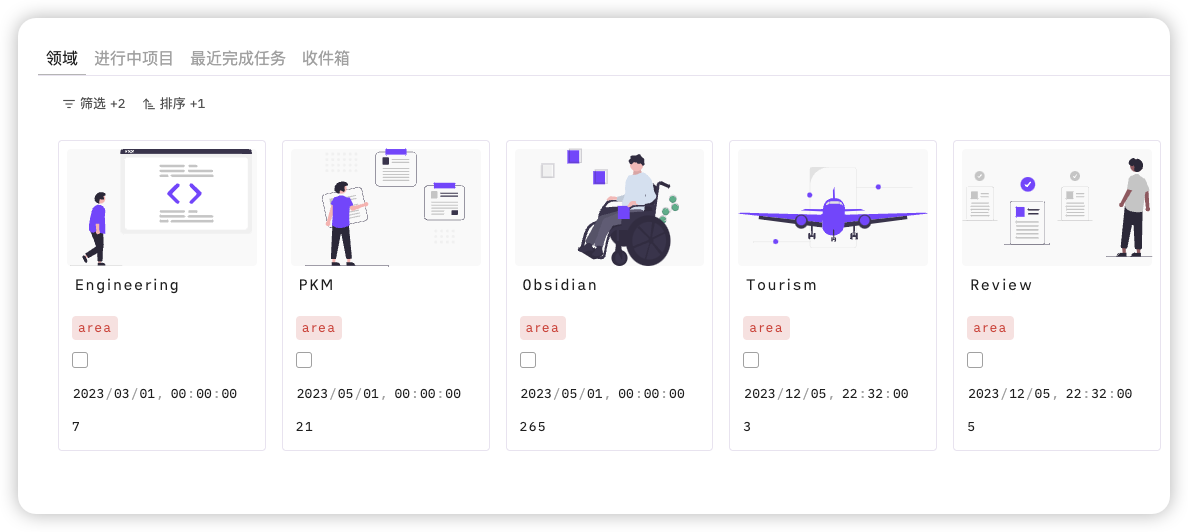 领域 进行中项目 最近完成任务 收件箱
筛选 +2 排序 +1
Engineering
area
2023/03/01, 00:00:00
7
PKM
area
2023/05/01, 00:00:00
21
Obsidian
area
2023/05/01, 00:00:00
265
Tourism
area
2023/12/05, 22:32:00
3
Review
area
2023/12/05, 22:32:00
5